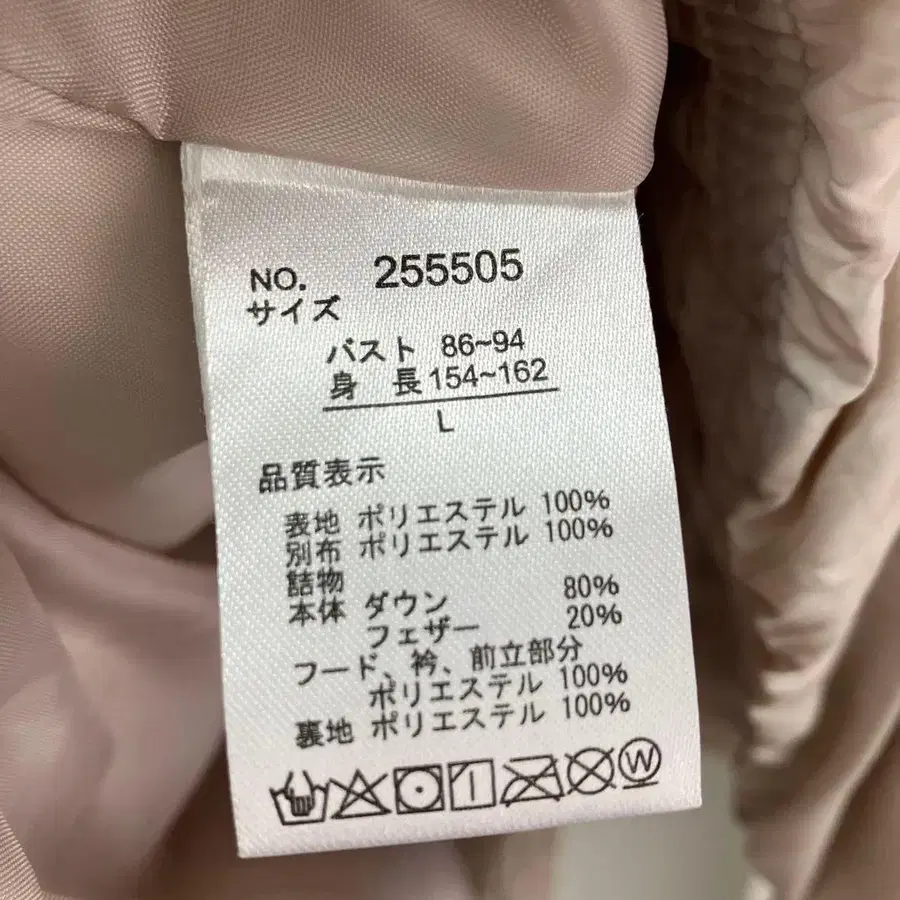 NO. 255505
サイズ
バスト 86~94
身 長 154~162
L
品質表示
表地 ポリエステル 100%
別布 ポリエステル 100%
詰物
本体 ダウン 80%
フェザー 20%
フード、衿、前立部分
ポリエステル 100%
裏地 ポリエステル 100%
W